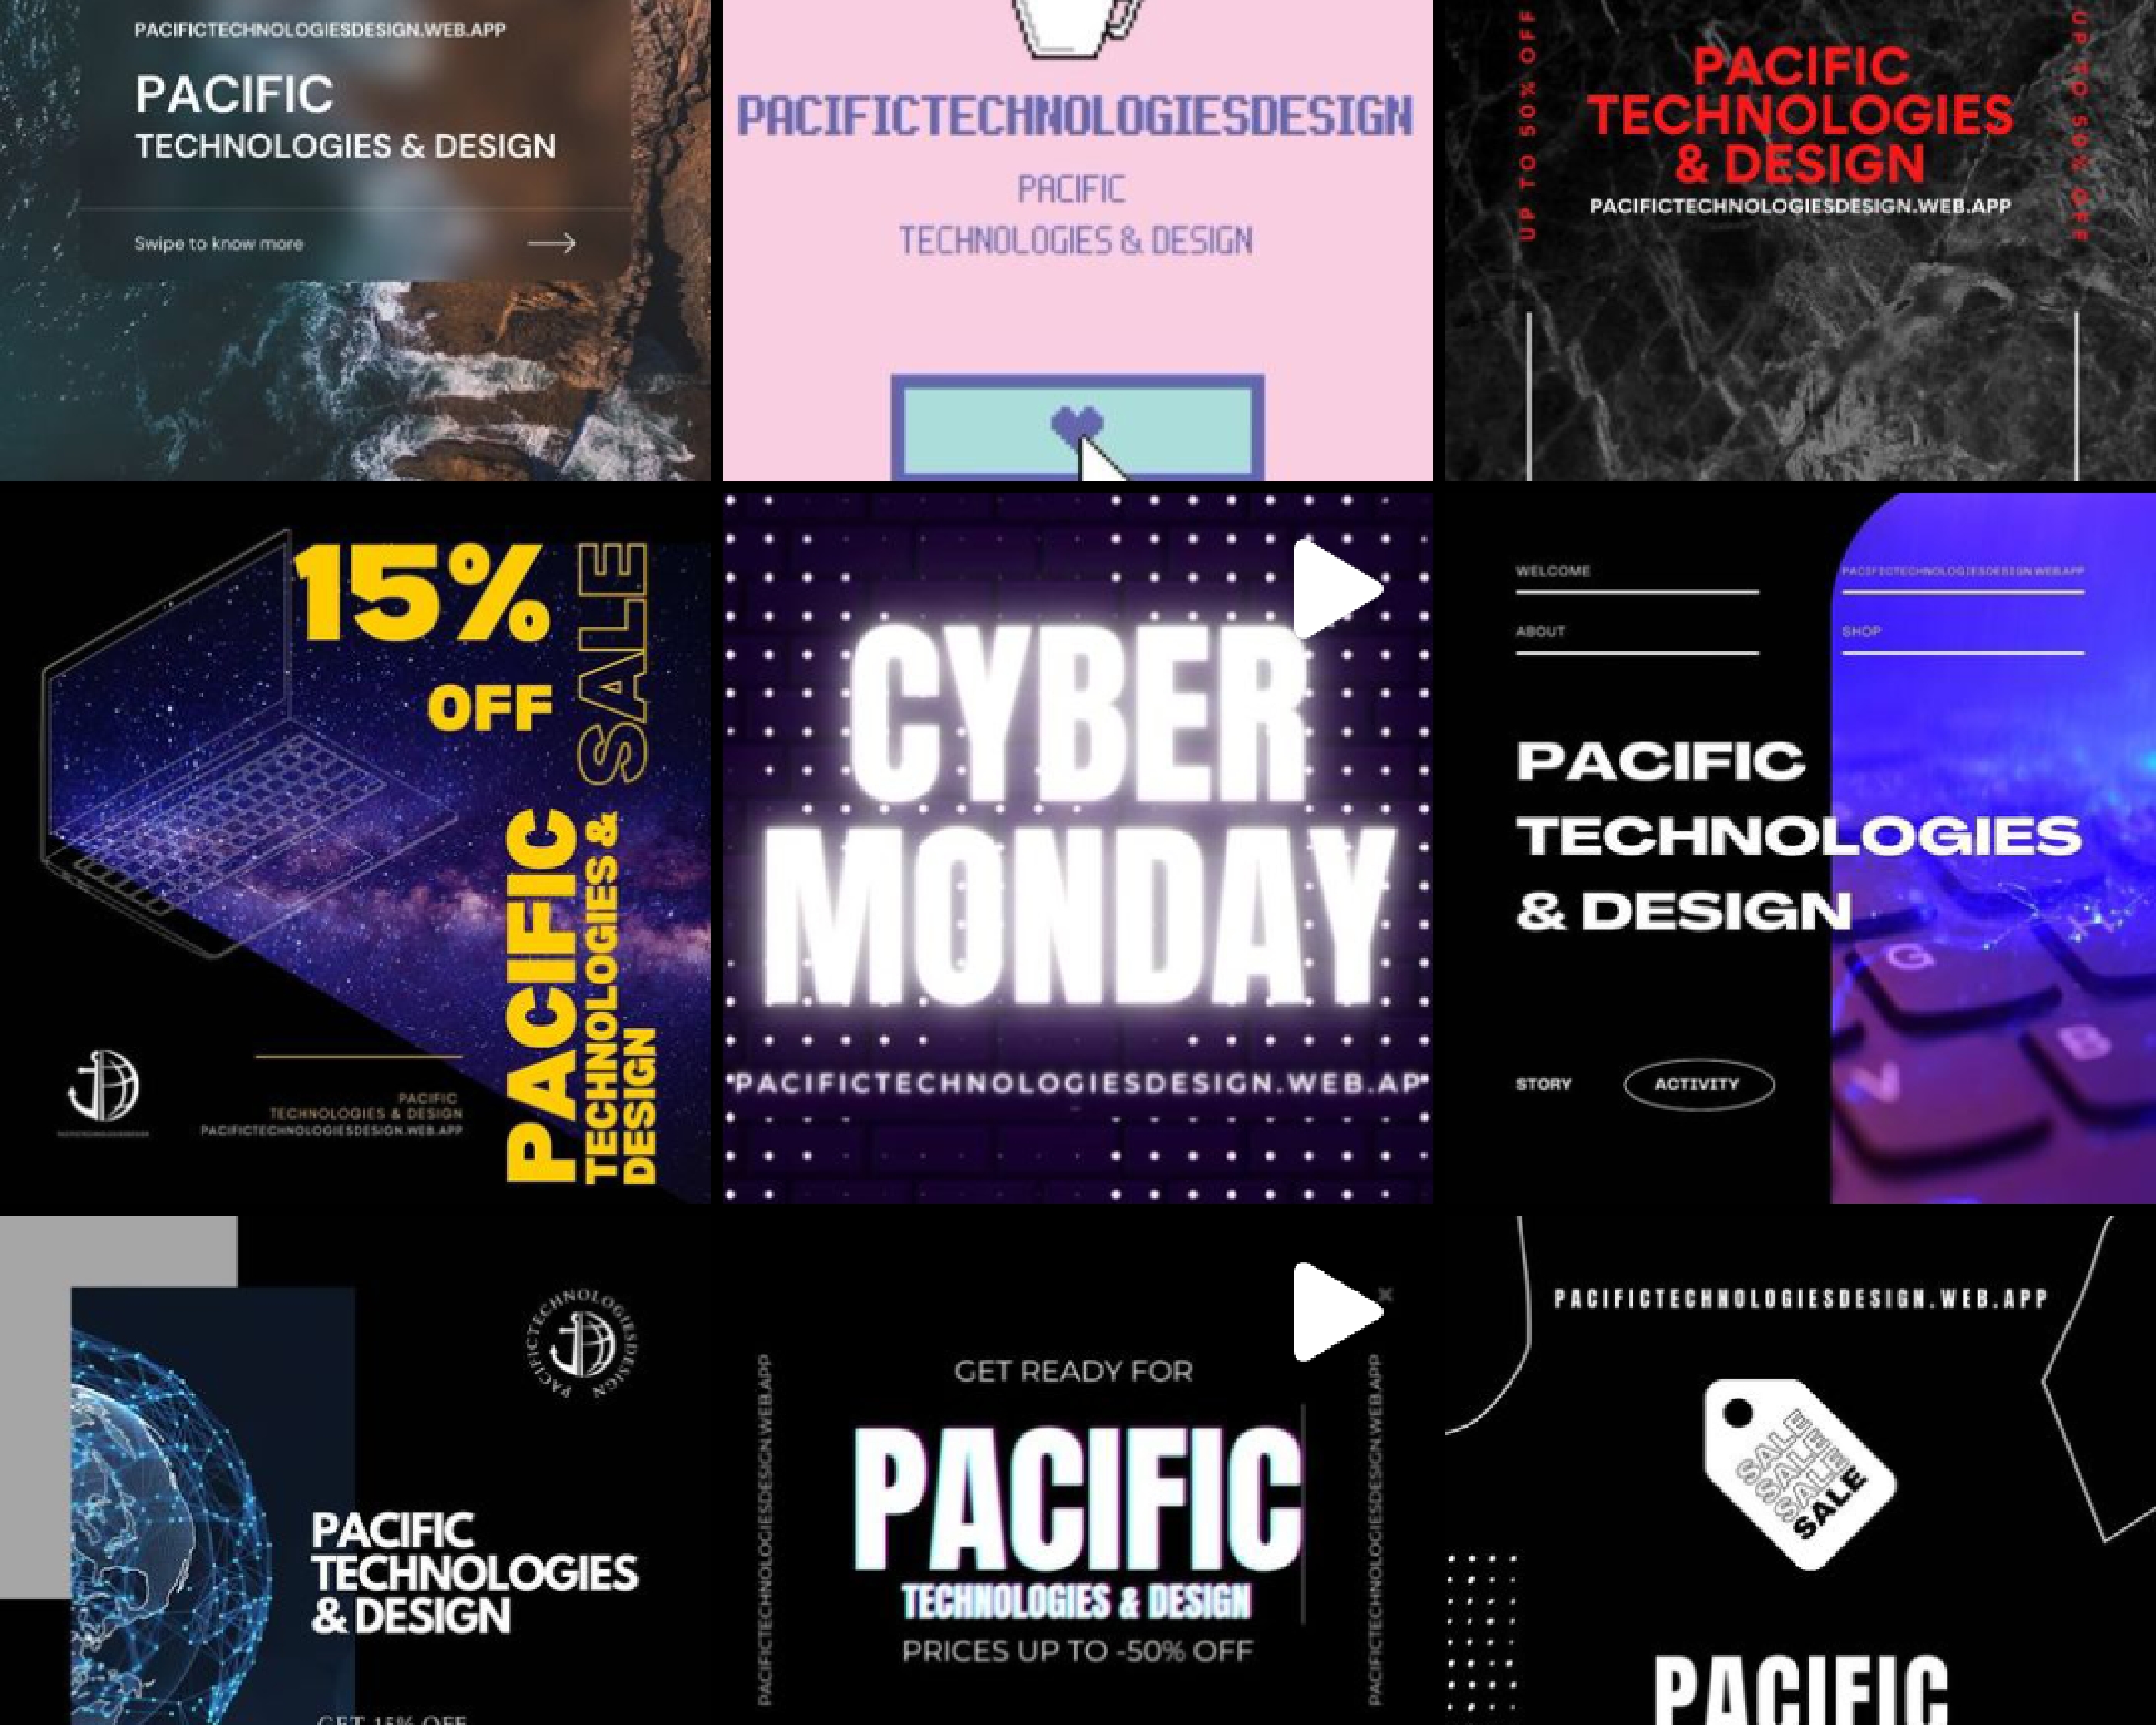 PACIFICTECHNOLOGIESDESIGN.WEB.APP
PACIFIC
TECHNOLOGIES & DESIGN
Swipe to know more
PACIFICTECHNOLOGIESDESIGN
PACIFIC
TECHNOLOGIES & DESIGN
UP TO 50% OFF
PACIFIC
TECHNOLOGIES
& DESIGN
PACIFICTECHNOLOGIESDESIGN.WEB.APP
UP TO 50% OFF
15%
OFF
SALE
PACIFIC
TECHNOLOGIES &
DESIGN
PACIFIC
TECHNOLOGIES & DESIGN
PACIFICTECHNOLOGIESDESIGN.WEB.APP
CYBER
MONDAY
PACIFICTECHNOLOGIESDESIGN.WEB.AP
WELCOME
PACIFICTECHNOLOGIESDESIGN.WEB.APP
ABOUT
SHOP
PACIFIC
TECHNOLOGIES
& DESIGN
STORY
ACTIVITY
G
V
B
PACIFICTECHNOLOGIESDESIGN
PACIFIC
TECHNOLOGIES
& DESIGN
GET 15% OFF
PACIFICTECHNOLOGIESDESIGN.WEB.APP
GET READY FOR
PACIFIC
TECHNOLOGIES & DESIGN
PRICES UP TO -50% OFF
PACIFICTECHNOLOGIESDESIGN.WEB.APP
PACIFICTECHNOLOGIESDESIGN.WEB.APP
SALE
SALE
SALE
SALE
PACIFIC